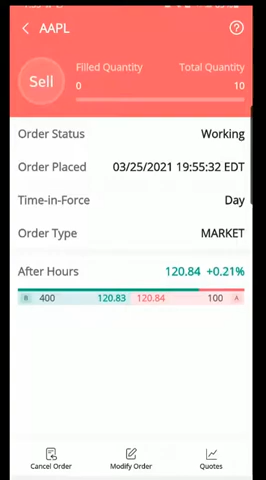 AAPL
Sell
Filled Quantity Total Quantity
0 10
Order Status Working
Order Placed 03/25/2021 19:55:32 EDT
Time-in-Force Day
Order Type MARKET
After Hours 120.84 +0.21%
B 400 120.83 120.84 100 A
Cancel Order Modify Order Quotes